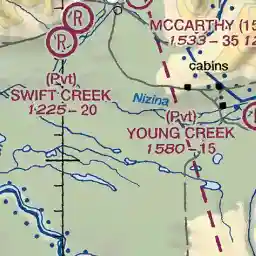 R
R
MCCARTHY (15
1533 - 35 12
cabins
(Pvt)
SWIFT CREEK
1225 - 20
Nizina
(Pvt)
YOUNG CREEK
1580 - 15